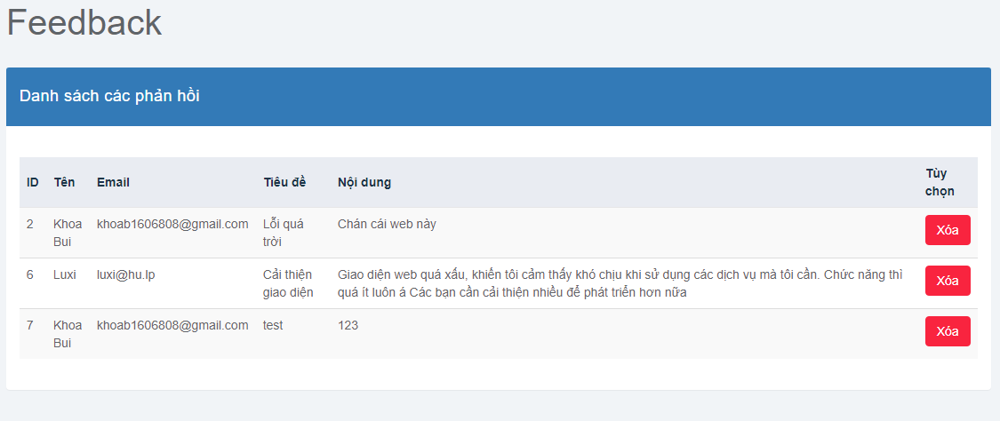 Feedback
Danh sách các phản hồi
ID Tên Email Tiêu đề Nội dung Tùy chọn
2 Khoa Bui khoab1606808@gmail.com Lỗi quá trời Chán cái web này Xóa
6 Luxi luxi@hu.lp Cải thiện giao diện Giao diện web quá xấu, khiến tôi cảm thấy khó chịu khi sử dụng các dịch vụ mà tôi cần. Chức năng thì
quá ít luôn á Các bạn cần cải thiện nhiều để phát triển hơn nữa Xóa
7 Khoa Bui khoab1606808@gmail.com test 123 Xóa